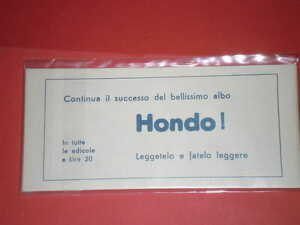 Continua il successo del bellissimo albo
Hondo!
In tutte
le edicole
a Lire 20
Leggetelo e fatelo leggere